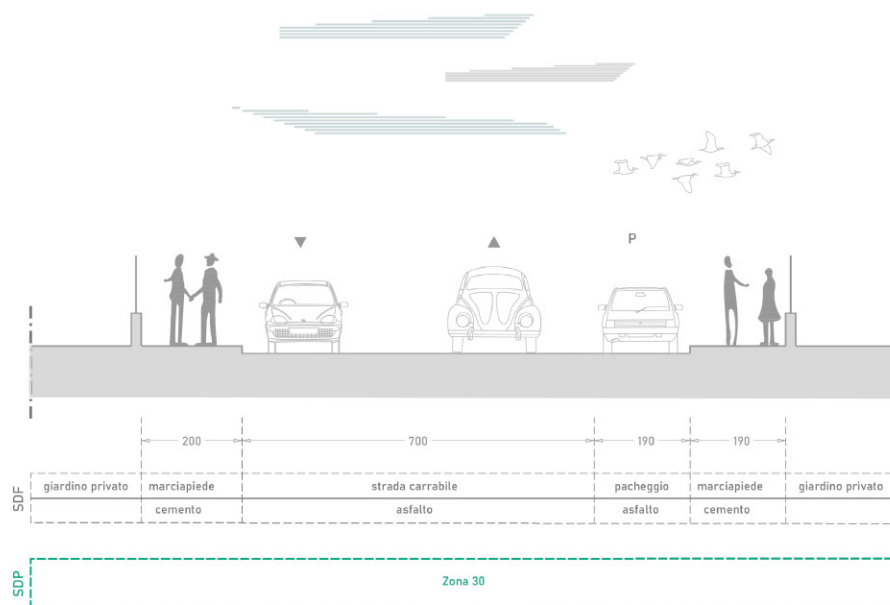 P
200 700 190 190
SDF
giardino privato marciapiede strada carrabile pacheggio marciapiede giardino privato
cemento asfalto asfalto cemento
SDP
Zona 30